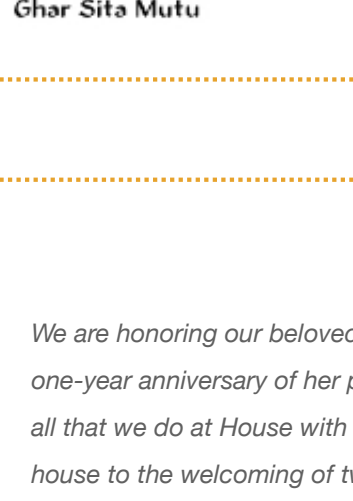 Ghar Sita Mutu
We are honoring our beloved
one-year anniversary of her
all that we do at House with
house to the welcoming of